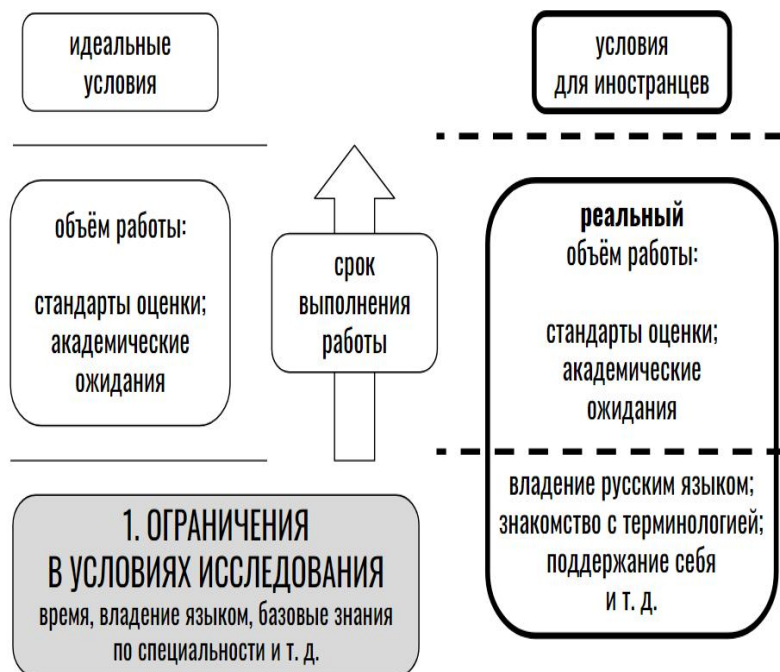 идеальные
условия
объём работы:
стандарты оценки;
академические
ожидания
срок
выполнения
работы
условия
для иностранцев
реальный
объём работы:
стандарты оценки;
академические
ожидания
владение русским языком;
знакомство с терминологией;
поддержание себя
и т. д.
1. ОГРАНИЧЕНИЯ
В УСЛОВИЯХ ИССЛЕДОВАНИЯ
время, владение языком, базовые знания
по специальности и т. д.